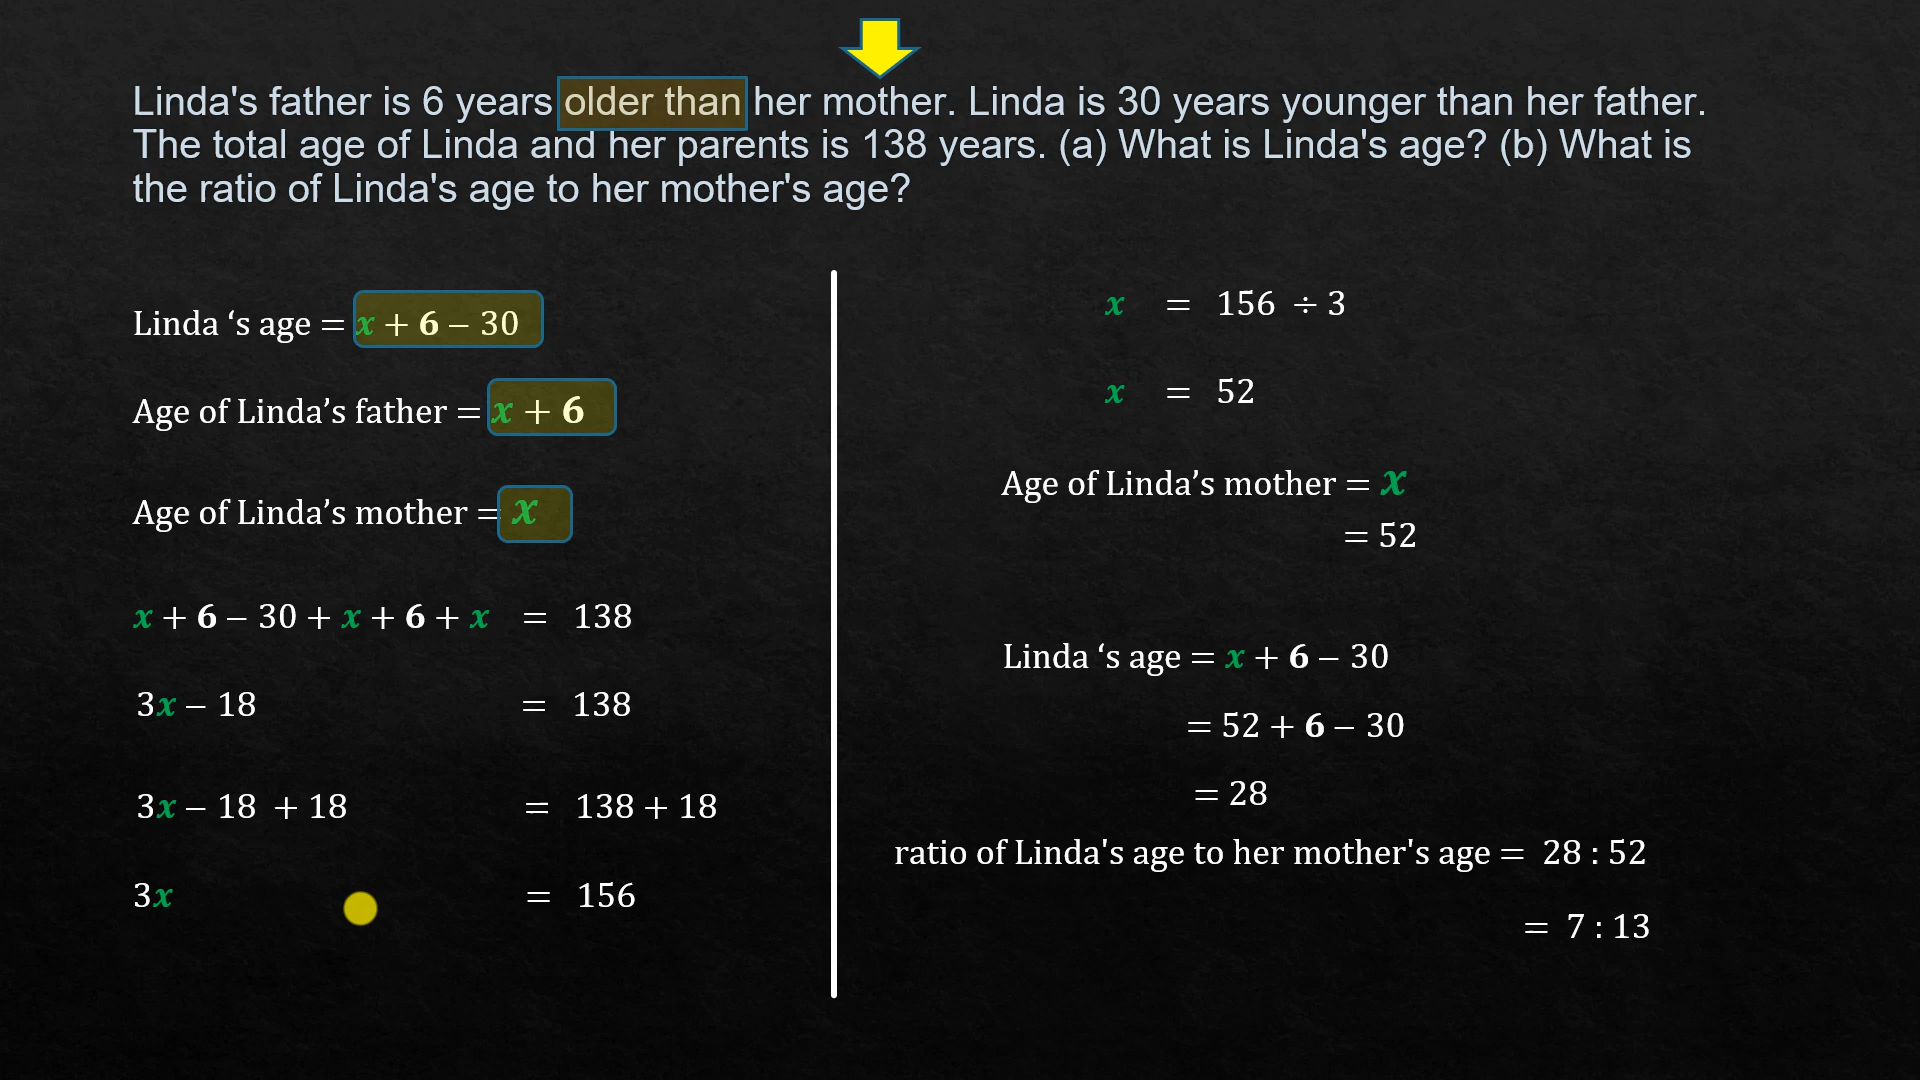 Linda's father is 6 years older than her mother. Linda is 30 years younger than her father.
The total age of Linda and her parents is 138 years. (a) What is Linda's age? (b) What is
the ratio of Linda's age to her mother's age?
Linda ‘s age = x + 6 – 30
Age of Linda’s father = x + 6
Age of Linda’s mother = x
x + 6 – 30 + x + 6 + x = 138
3x – 18 = 138
3x – 18 + 18 = 138 + 18
3x = 156
x = 156 ÷ 3
x = 52
Age of Linda’s mother = x
= 52
Linda ‘s age = x + 6 – 30
= 52 + 6 – 30
= 28
ratio of Linda's age to her mother's age = 28 : 52
= 7 : 13